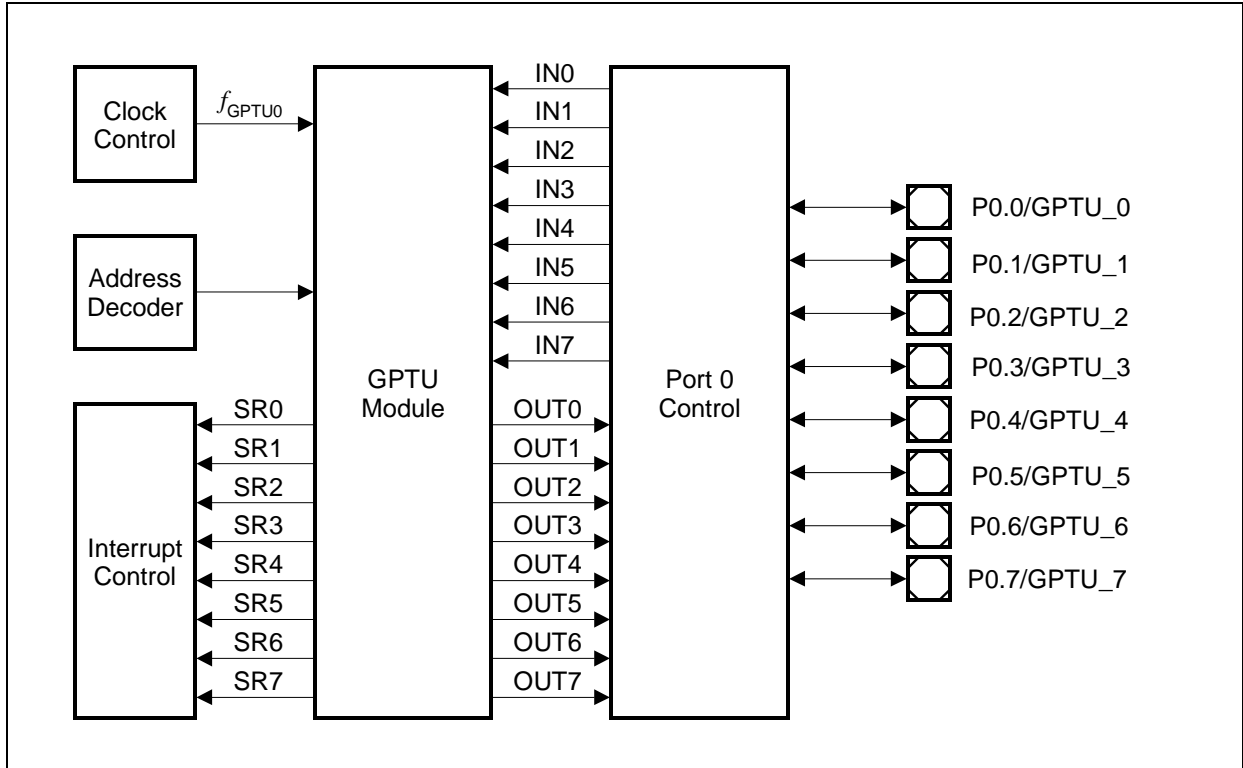 Clock
Control
fGPTU0
Address
Decoder
Interrupt
Control
SR0
SR1
SR2
SR3
SR4
SR5
SR6
SR7
GPTU
Module
IN0
IN1
IN2
IN3
IN4
IN5
IN6
IN7
OUT0
OUT1
OUT2
OUT3
OUT4
OUT5
OUT6
OUT7
Port 0
Control
P0.0/GPTU_0
P0.1/GPTU_1
P0.2/GPTU_2
P0.3/GPTU_3
P0.4/GPTU_4
P0.5/GPTU_5
P0.6/GPTU_6
P0.7/GPTU_7